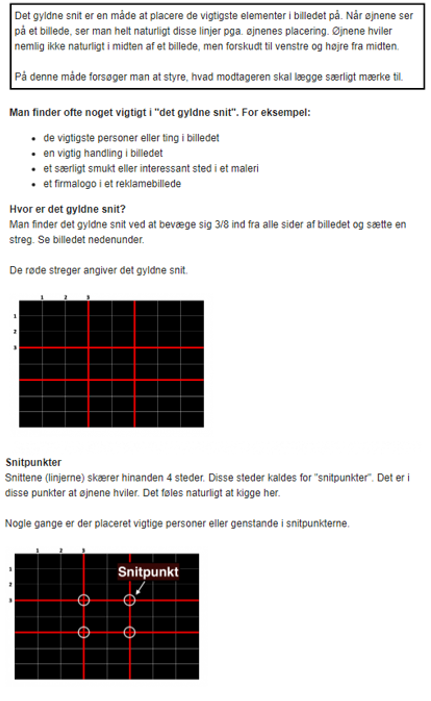 Det gyldne snit er en måde at placere de vigtigste elementer i billedet på. Når øjnene ser
på et billede, ser man helt naturligt disse linjer pga. øjnenes placering. Øjnene hviler
nemlig ikke naturligt i midten af et billede, men forskudt til venstre og højre fra midten.
På denne måde forsøger man at styre, hvad modtageren skal lægge særligt mærke til.
Man finder ofte noget vigtigt i "det gyldne snit". For eksempel:
• de vigtigste personer eller ting i billedet
• en vigtig handling i billedet
• et særligt smukt eller interessant sted i et maleri
• et firmalogo i et reklamebillede
Hvor er det gyldne snit?
Man finder det gyldne snit ved at bevæge sig 3/8 ind fra alle sider af billedet og sætte en
streg. Se billedet nedenunder.
De røde streger angiver det gyldne snit.
1 2 3
1
2
3
Snitpunkter
Snittene (linjerne) skærer hinanden 4 steder. Disse steder kaldes for "snitpunkter". Det er i
disse punkter at øjnene hviler. Det føles naturligt at kigge her.
Nogle gange er der placeret vigtige personer eller genstande i snitpunkterne.
1 2 3
1
Snitpunkt
2
3